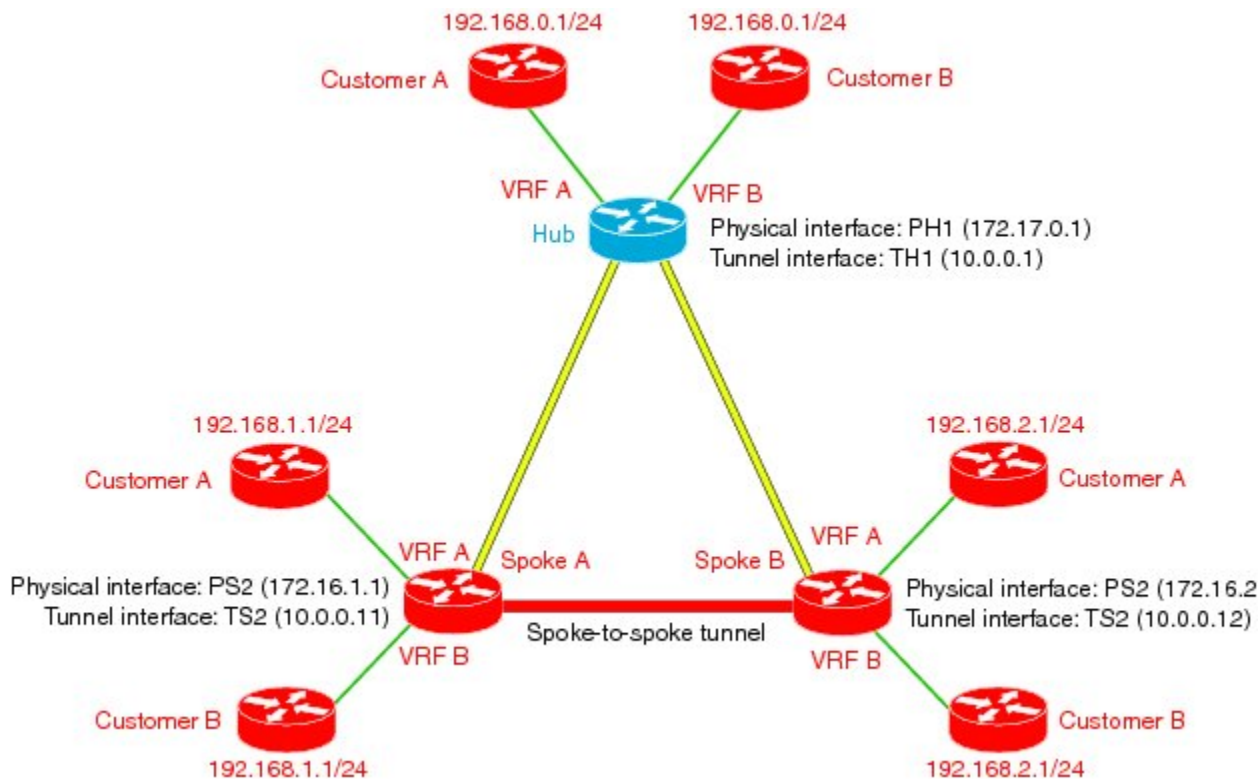 192.168.0.1/24
192.168.0.1/24
Customer A
Customer B
VRF A
VRF B
Hub
Physical interface: PH1 (172.17.0.1)
Tunnel interface: TH1 (10.0.0.1)
192.168.1.1/24
192.168.2.1/24
Customer A
Customer A
VRF A
Spoke A
Spoke B
VRF A
Physical interface: PS2 (172.16.1.1)
Tunnel interface: TS2 (10.0.0.11)
Physical interface: PS2 (172.16.2
Tunnel interface: TS2 (10.0.0.12)
Spoke-to-spoke tunnel
VRF B
VRF B
Customer B
Customer B
192.168.1.1/24
192.168.2.1/24